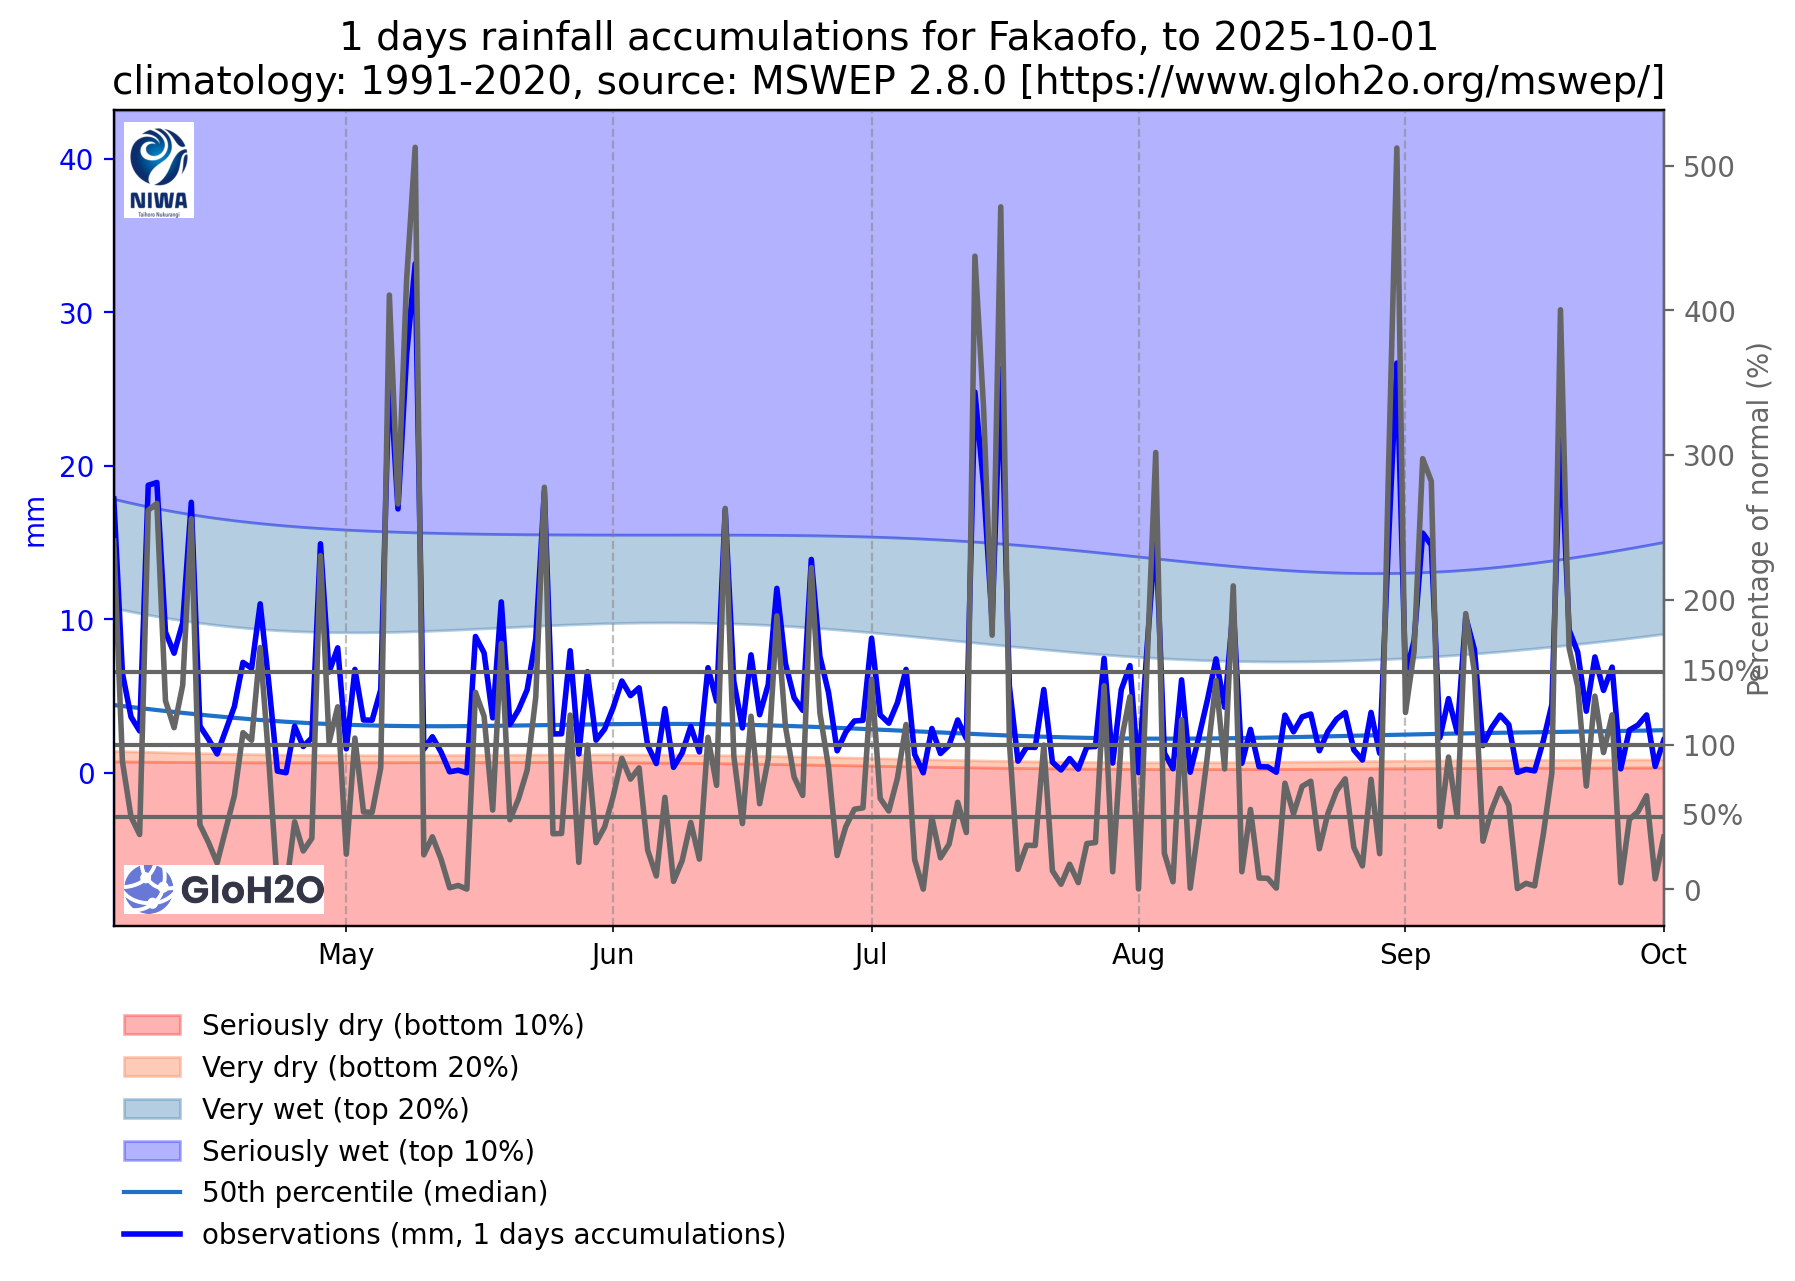 1 days rainfall accumulations for Fakaofo, to 2025-10-01
climatology: 1991-2020, source: MSWEP 2.8.0 [https://www.gloh2o.org/mswep/]
NIWA
Taihoro Nukurangi
40
30
20
10
0
mm
500
400
300
200
150%
100
50%
0
Percentage of normal (%)
GloH2O
May
Jun
Jul
Aug
Sep
Oct
Seriously dry (bottom 10%)
Very dry (bottom 20%)
Very wet (top 20%)
Seriously wet (top 10%)
50th percentile (median)
observations (mm, 1 days accumulations)